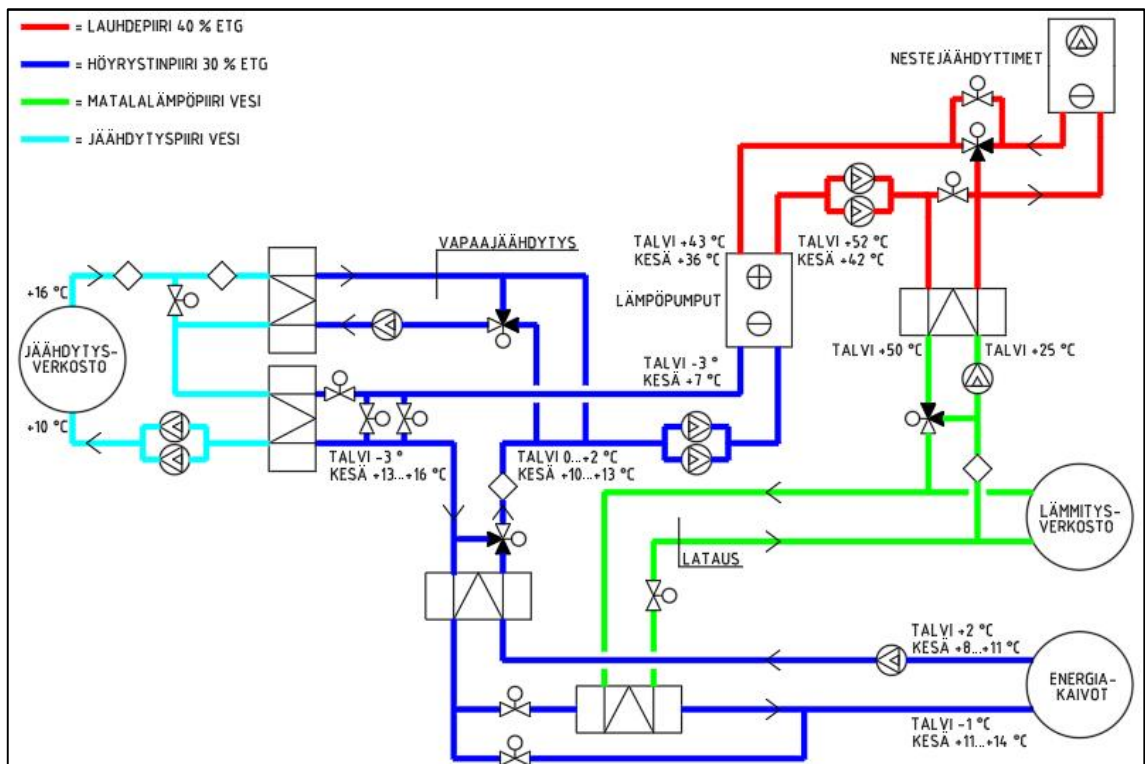 = LAUHDEPIIRI 40 % ETG
= HÖYRYSTINPIIRI 30 % ETG
= MATALALÄMPÖPIIRI VESI
= JÄÄHDYTYSPIIRI VESI
NESTEJÄÄHDYTTIMET
VAPAAJÄÄHDYTYS
TALVI +43 °C
KESÄ +36 °C
TALVI +52 °C
KESÄ +42 °C
LÄMPÖPUMPUT
+16 °C
JÄÄHDYTYS-
VERKOSTO
+10 °C
TALVI -3 °
KESÄ +7 °C
TALVI +50 °C
TALVI +25 °C
TALVI -3 °
KESÄ +13...+16 °C
TALVI 0...+2 °C
KESÄ +10...+13 °C
LÄMMITYS-
VERKOSTO
LATAUS
TALVI +2 °C
KESÄ +8...+11 °C
ENERGIA-
KAIVOT
TALVI -1 °C
KESÄ +11...+14 °C